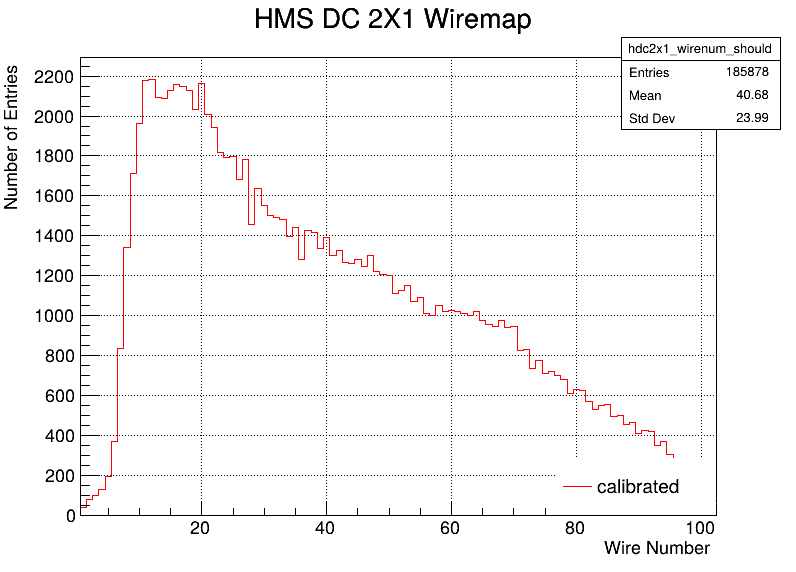 HMS DC 2X1 Wiremap
hdc2x1_wirenum_should
Entries 185878
Mean 40.68
Std Dev 23.99
Number of Entries
2200
2000
1800
1600
1400
1200
1000
800
600
400
200
0
calibrated
20 40 60 80 100
Wire Number